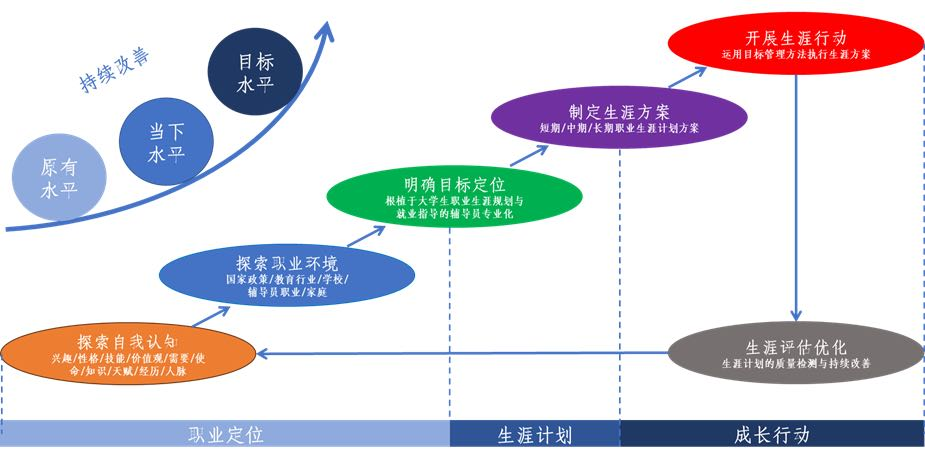 持续改善
原有
水平
当下
水平
目标
水平
开展生涯行动
运用目标管理方法执行生涯方案
制定生涯方案
短期/中期/长期职业生涯计划方案
明确目标定位
根植于大学生职业生涯规划与
就业指导的辅导员专业化
探索职业环境
国家政策/教育行业/学校/
辅导员职业/家庭
探索自我认知
兴趣/性格/技能/价值观/需要/使
命/知识/天赋/经历/人脉
生涯评估优化
生涯计划的质量检测与持续改善
职业定位
生涯计划
成长行动